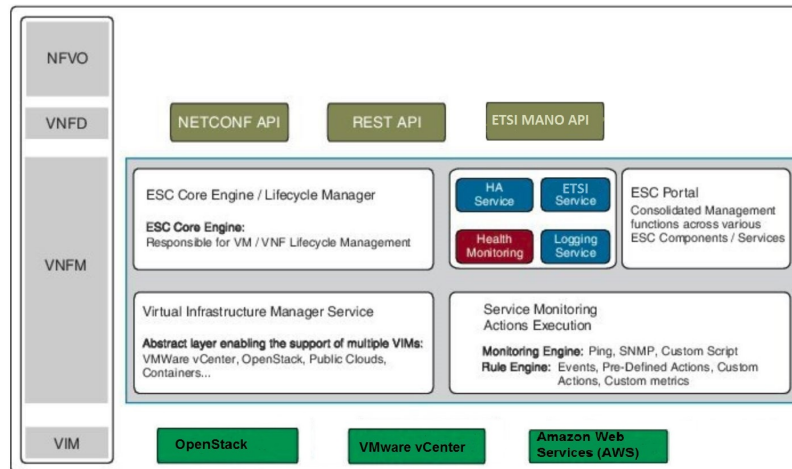 NFVO
VNFD
NETCONF API
REST API
ETSI MANO API
VNFM
ESC Core Engine / Lifecycle Manager
ESC Core Engine:
Responsible for VM / VNF Lifecycle Management
HA
Service
ETSI
Service
Health
Monitoring
Logging
Service
ESC Portal
Consolidated Management
functions across various
ESC Components / Services
Virtual Infrastructure Manager Service
Abstract layer enabling the support of multiple VIMs:
VMWare vCenter, OpenStack, Public Clouds,
Containers...
Service Monitoring
Actions Execution
Monitoring Engine: Ping, SNMP, Custom Script
Rule Engine: Events, Pre-Defined Actions, Custom
Actions, Custom metrics
VIM
OpenStack
VMware vCenter
Amazon Web
Services (AWS)